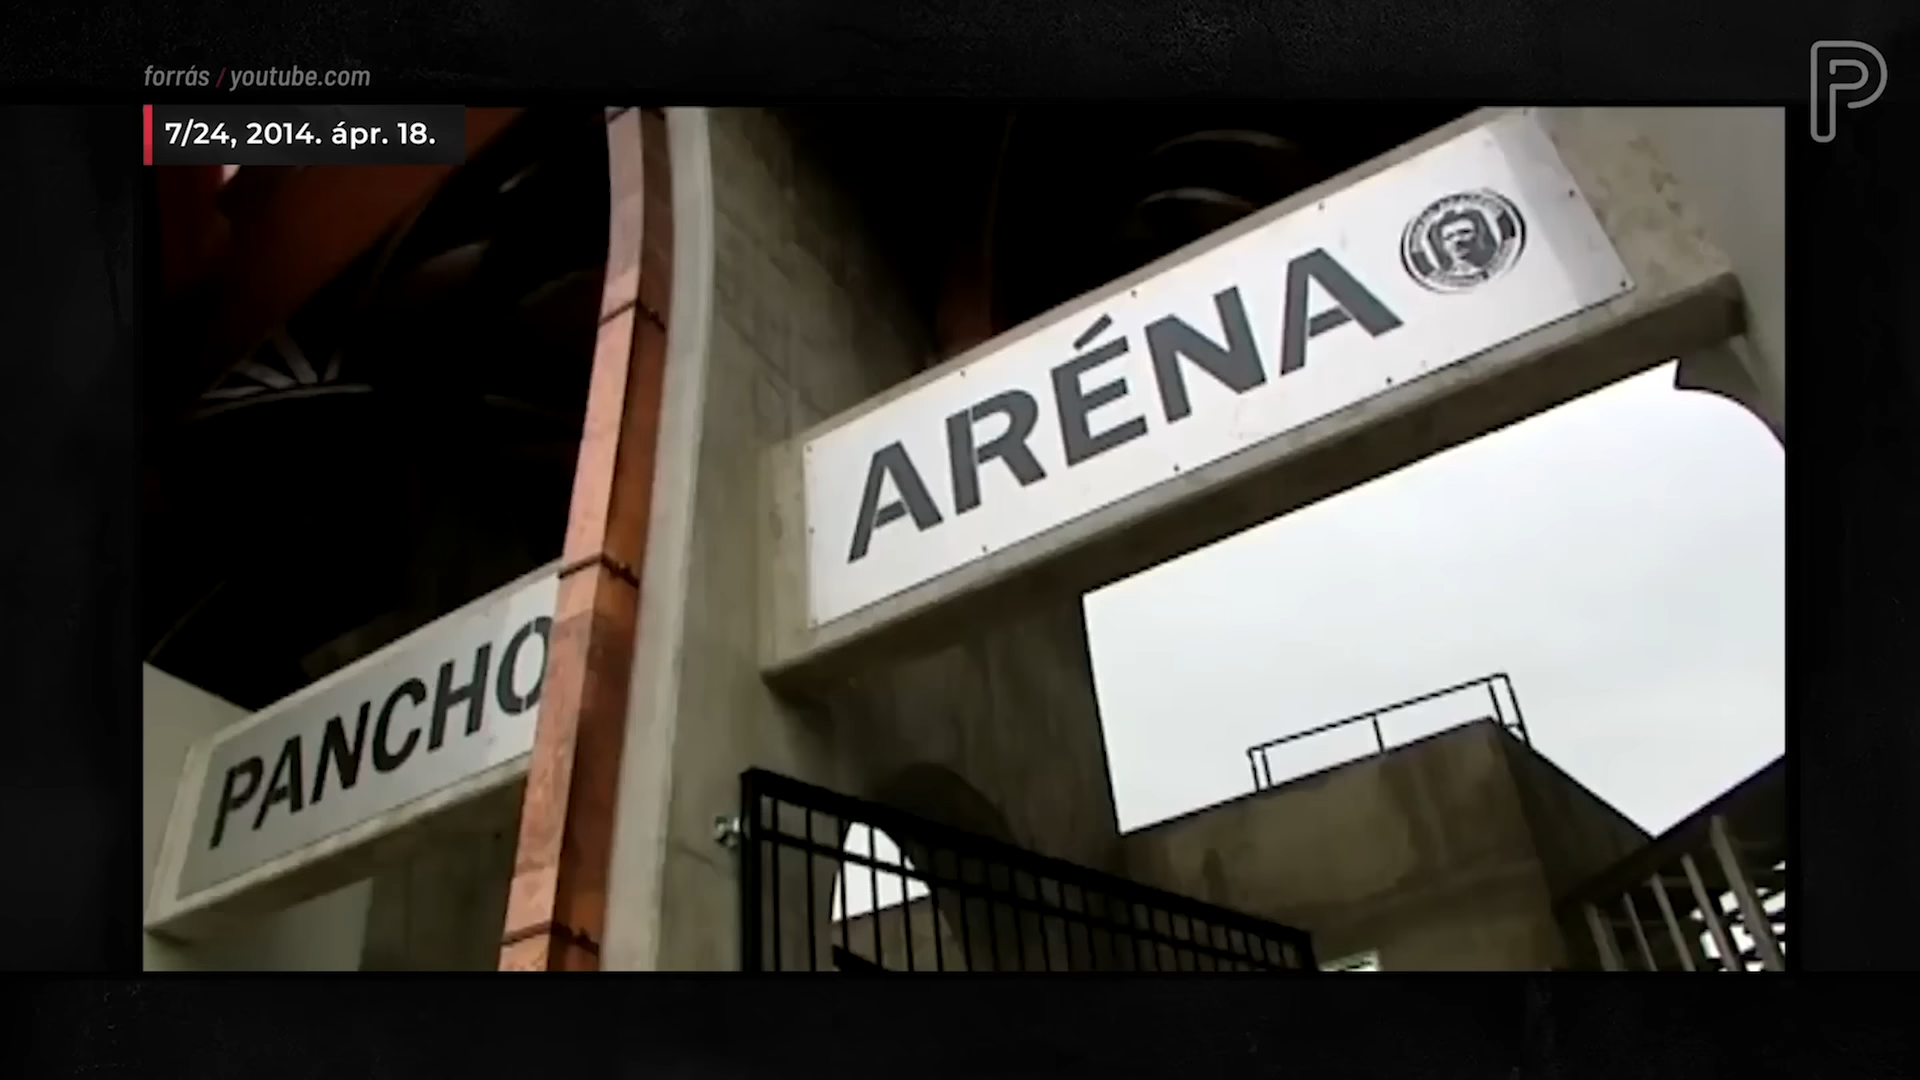 forrás / youtube.com
7/24, 2014. ápr. 18.
PANCHO
ARÉNA